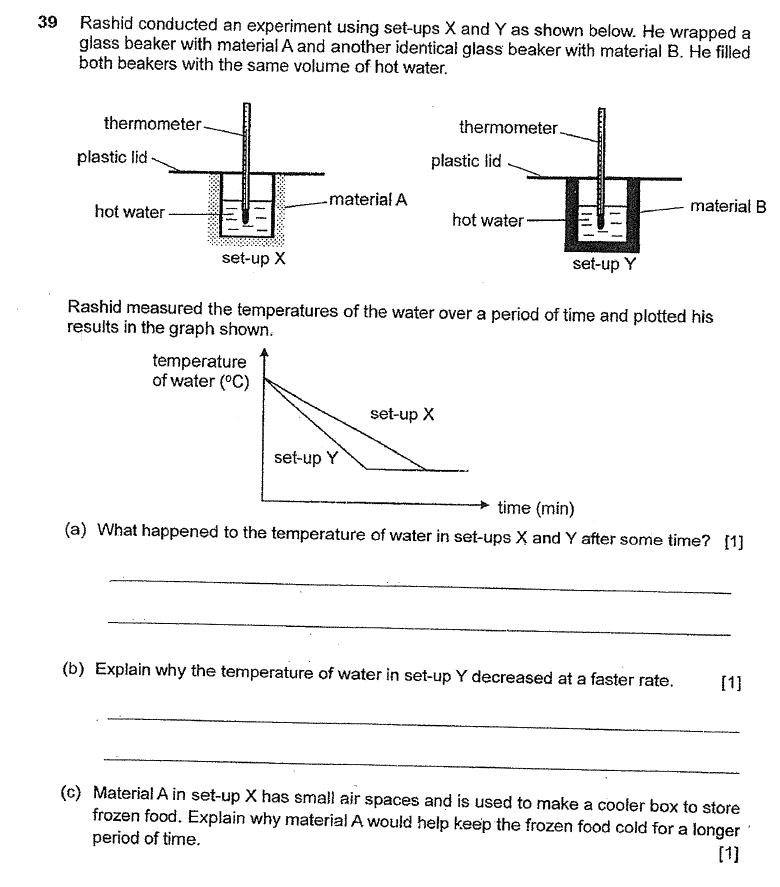 39 Rashid conducted an experiment using set-ups X and Y as shown below. He wrapped a
glass beaker with material A and another identical glass beaker with material B. He filled
both beakers with the same volume of hot water.
thermometer
plastic lid
hot water
material A
set-up X
thermometer
plastic lid
hot water
material B
set-up Y
Rashid measured the temperatures of the water over a period of time and plotted his
results in the graph shown.
temperature
of water (°C)
set-up X
set-up Y
time (min)
(a) What happened to the temperature of water in set-ups X and Y after some time? [1]
(b) Explain why the temperature of water in set-up Y decreased at a faster rate. [1]
(c) Material A in set-up X has small air spaces and is used to make a cooler box to store
frozen food. Explain why material A would help keep the frozen food cold for a longer
period of time. [1]